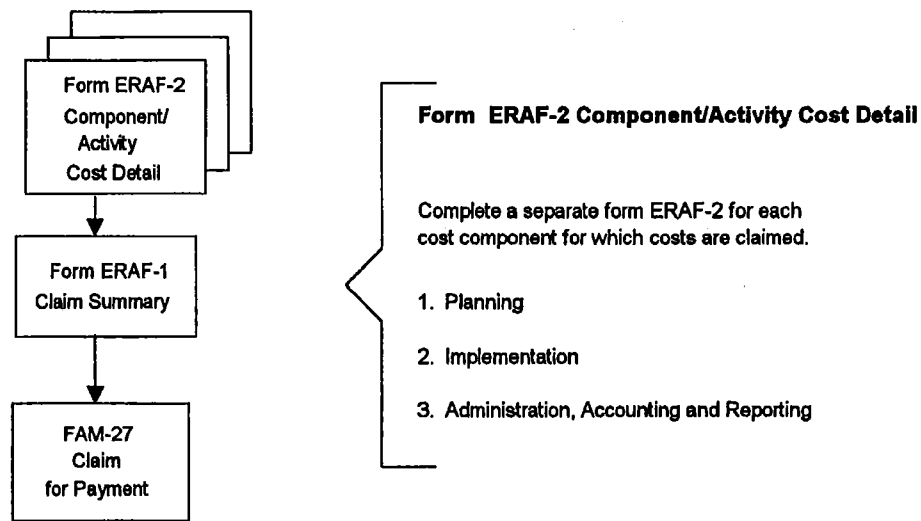 Form ERAF-2
Component/
Activity
Cost Detail
Form ERAF-1
Claim Summary
FAM-27
Claim
for Payment
Form ERAF-2 Component/Activity Cost Detail
Complete a separate form ERAF-2 for each
cost component for which costs are claimed.
1. Planning
2. Implementation
3. Administration, Accounting and Reporting